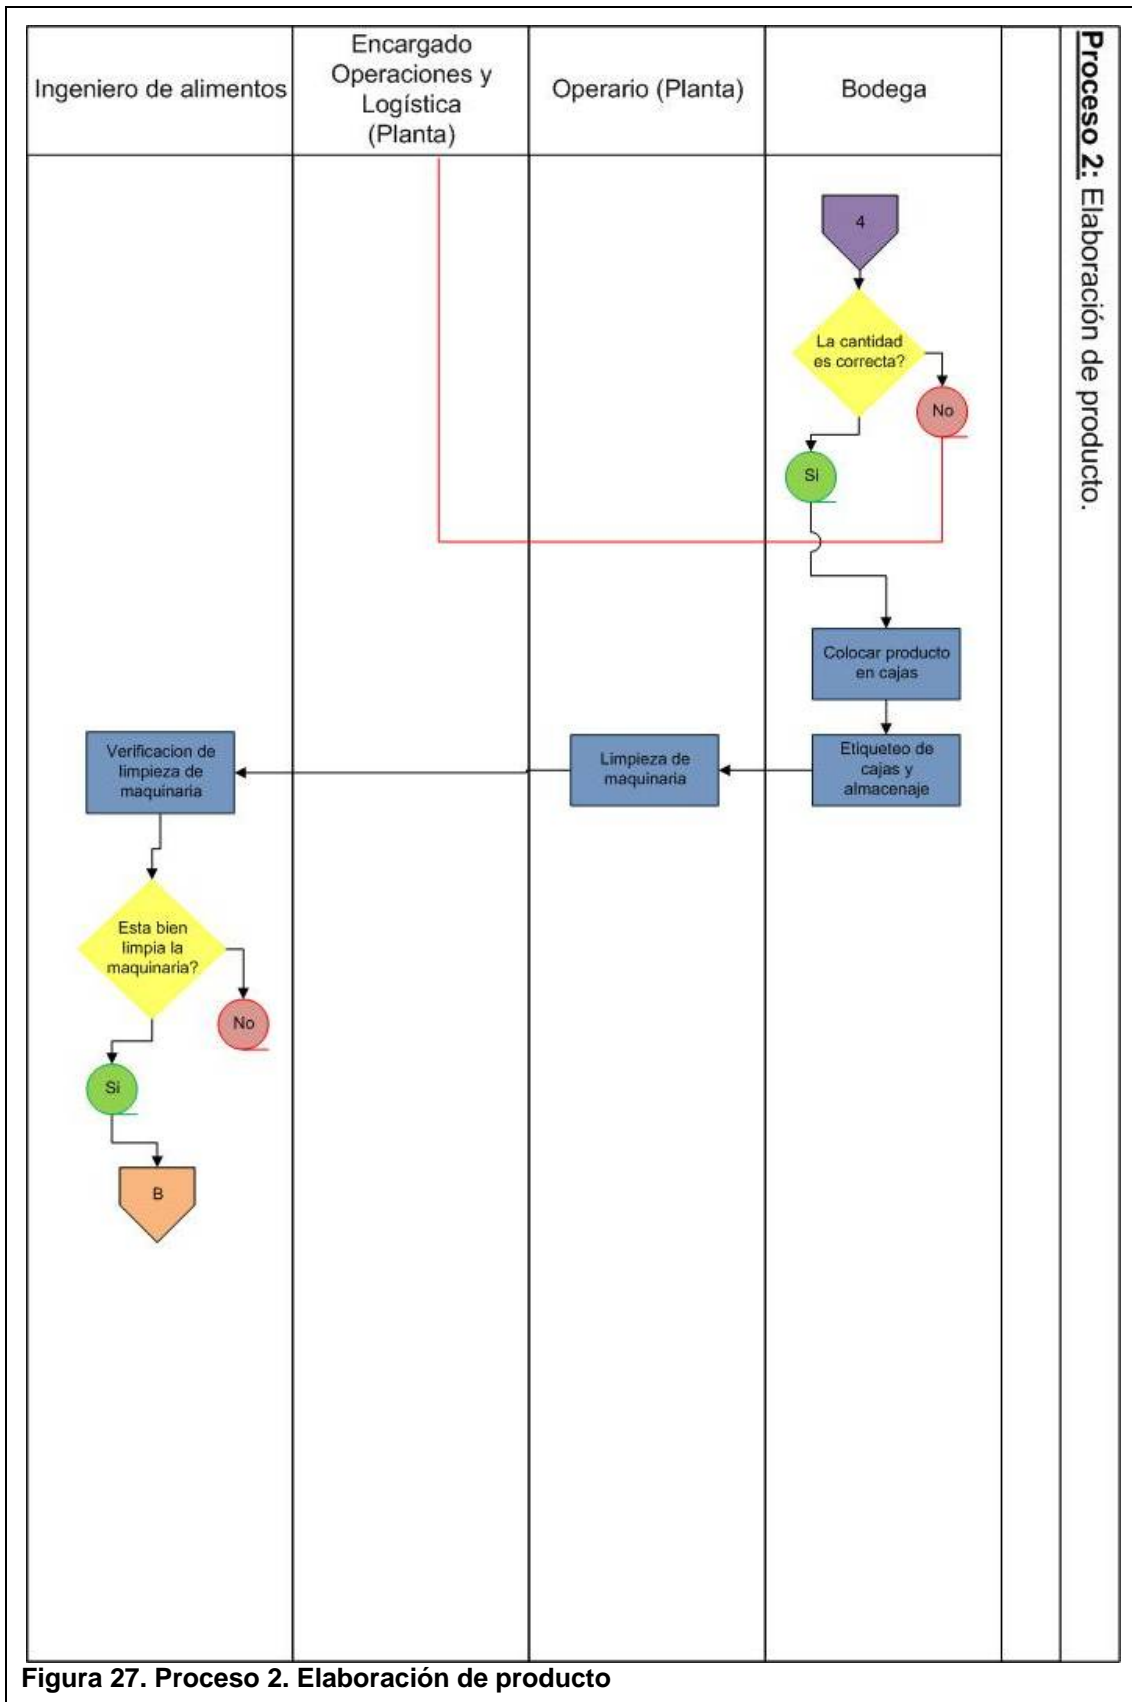 Proceso 2: Elaboración de producto.
Ingeniero de alimentos
Encargado
Operaciones y
Logística
(Planta)
Operario (Planta)
Bodega
4
La cantidad
es correcta?
No
Si
Colocar producto
en cajas
Etiqueteo de
cajas y
almacenaje
Limpieza de
maquinaria
Verificacion de
limpieza de
maquinaria
Esta bien
limpia la
maquinaria?
No
Si
B
Figura 27. Proceso 2. Elaboración de producto